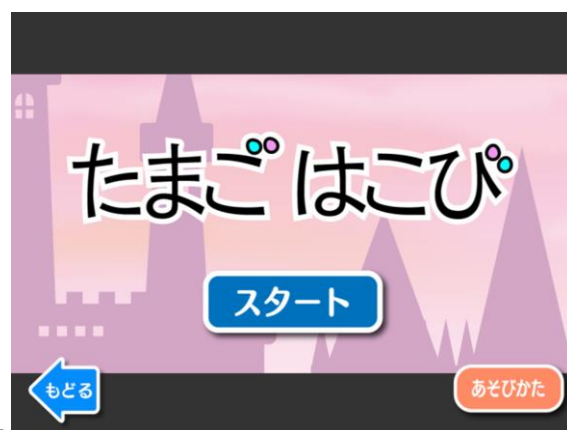 たまご はこび
スタート
もどる
あそびかた